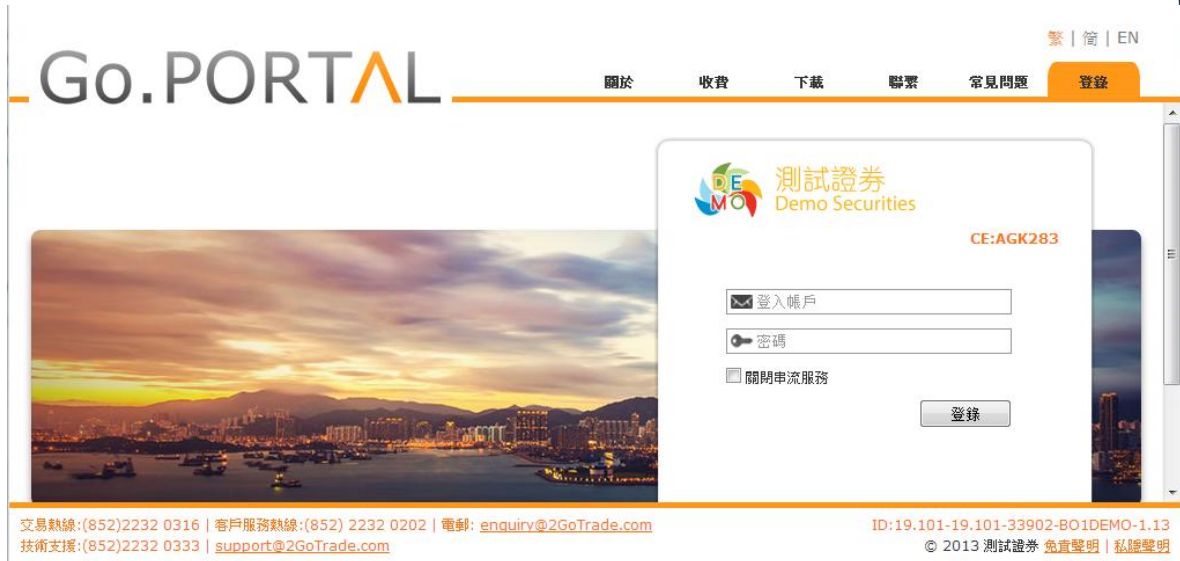 繁 | 简 | EN
Go.PORTAL
關於 收費 下載 聯繫 常見問題 登錄
DEMO
測試證券
Demo Securities
CE:AGK283
登入帳戶
密碼
關閉串流服務
登錄
交易熱線:(852)2232 0316 | 客戶服務熱線:(852) 2232 0202 | 電郵: enquiry@2GoTrade.com
ID:19.101-19.101-33902-BO1DEMO-1.13
技術支援:(852)2232 0333 | support@2GoTrade.com
© 2013 測試證券 免責聲明 | 私隱聲明